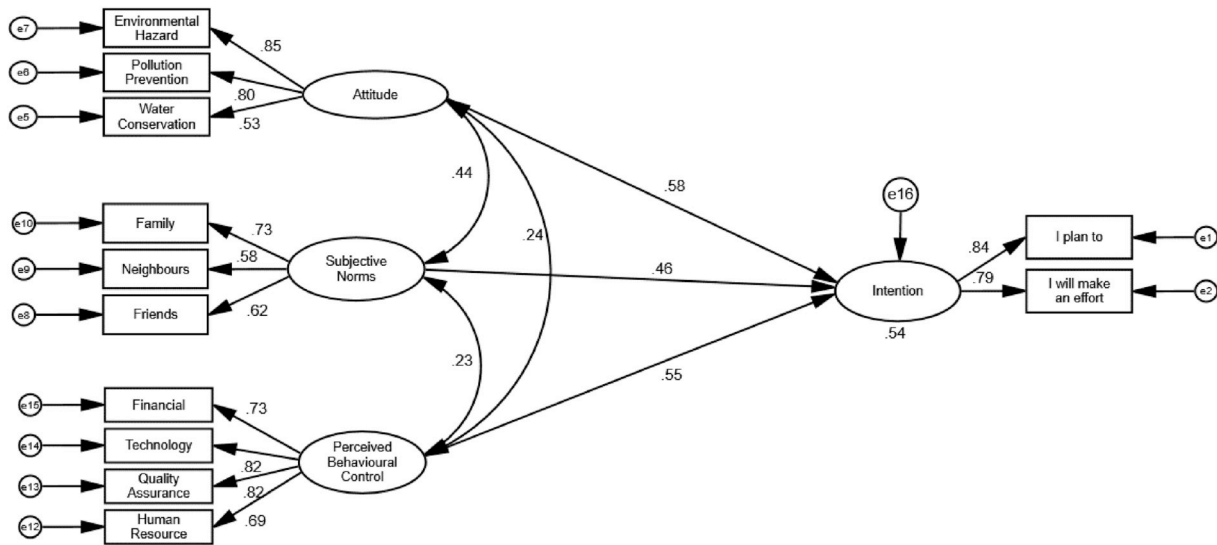 e7
Environmental
Hazard
.85
e6
Pollution
Prevention
.80
e5
Water
Conservation
.53
Attitude
.44
.24
.58
e10
Family
.73
e9
Neighbours
.58
e8
Friends
.62
Subjective
Norms
.46
.23
.55
e15
Financial
.73
e14
Technology
.82
e13
Quality
Assurance
.82
e12
Human
Resource
.69
Perceived
Behavioural
Control
e16
Intention
.54
.84
I plan to
e1
.79
I will make
an effort
e2